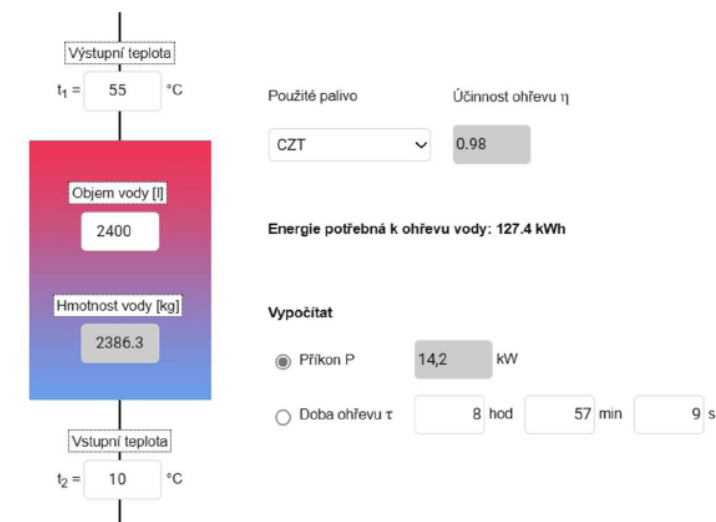 Výstupní teplota
t₁ = 55 °C
Objem vody [l]
2400
Hmotnost vody [kg]
2386.3
Vstupní teplota
t₂ = 10 °C
Použité palivo Účinnost ohřevu η
CZT 0.98
Energie potřebná k ohřevu vody: 127.4 kWh
Vypočítat
Příkon P 14,2 kW
Doba ohřevu τ 8 hod 57 min 9 s